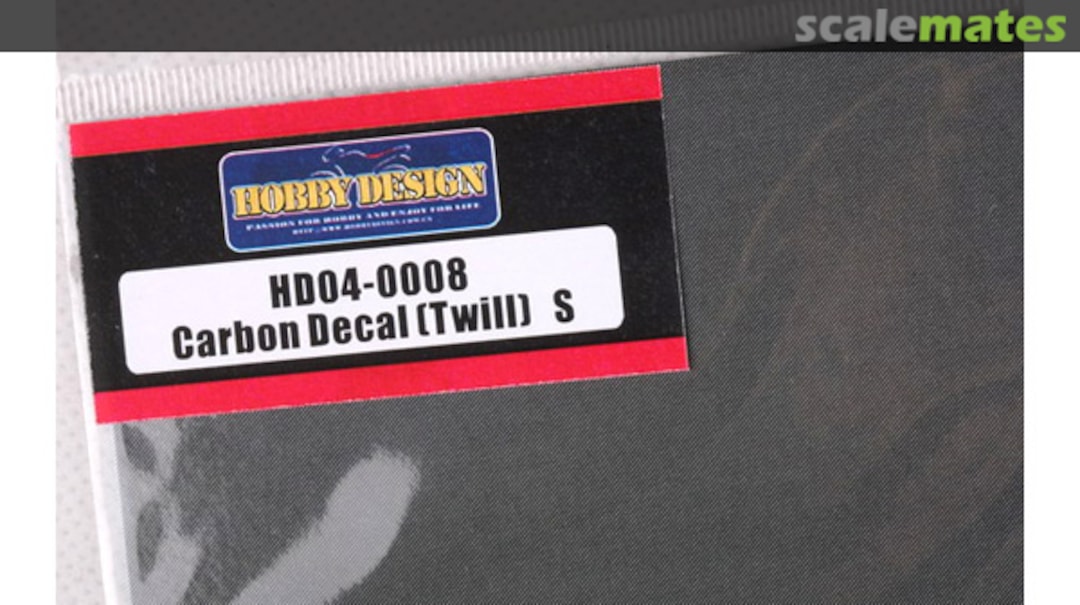 scalemates
HOBBY DESIGN
PASSION FOR HOBBY AND ENJOY FOR LIFE
HD04-0008
Carbon Decal (Twill) S